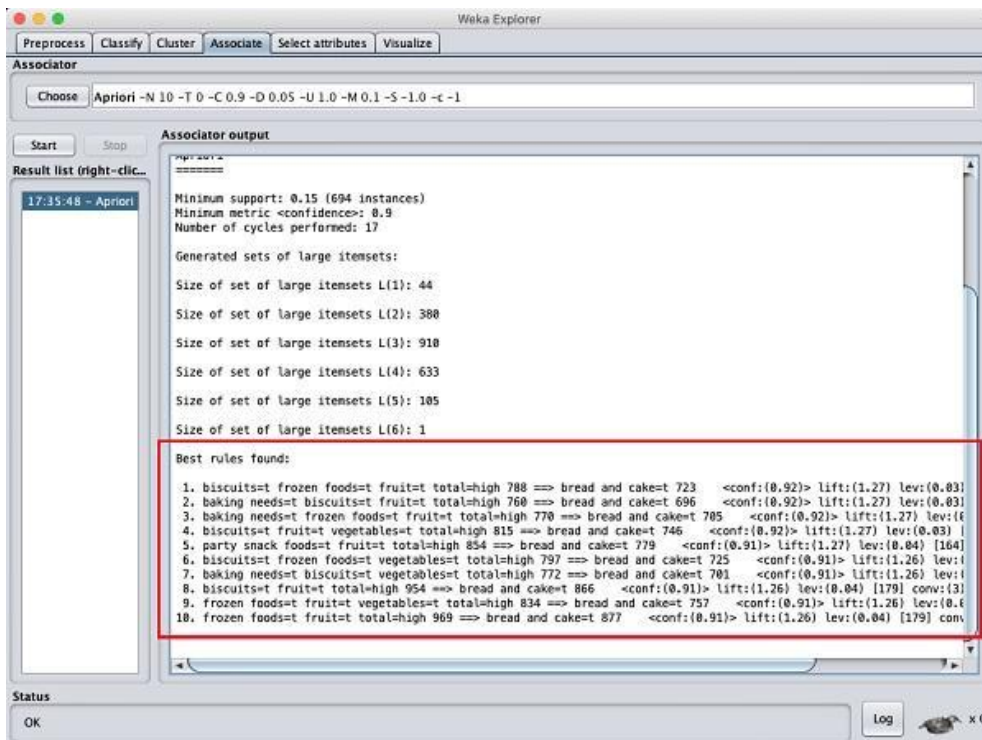 Weka Explorer
Preprocess Classify Cluster Associate Select attributes Visualize
Associator
Choose Apriori -N 10 -T 0 -C 0.9 -D 0.05 -U 1.0 -M 0.1 -S -1.0 -c -1
Start Stop
Associator output
Result list (right-clic...
17:35:48 - Apriori
Apriori
=======
Minimum support: 0.15 (694 instances)
Minimum metric <confidence>: 0.9
Number of cycles performed: 17
Generated sets of large itemsets:
Size of set of large itemsets L(1): 44
Size of set of large itemsets L(2): 380
Size of set of large itemsets L(3): 910
Size of set of large itemsets L(4): 633
Size of set of large itemsets L(5): 105
Size of set of large itemsets L(6): 1
Best rules found:
1. biscuits=t frozen foods=t fruit=t total=high 788 ==> bread and cake=t 723 <conf:(0.92)> lift:(1.27) lev:(0.03)
2. baking needs=t biscuits=t fruit=t total=high 760 ==> bread and cake=t 696 <conf:(0.92)> lift:(1.27) lev:(0.03)
3. baking needs=t frozen foods=t fruit=t total=high 770 ==> bread and cake=t 705 <conf:(0.92)> lift:(1.27) lev:(
4. biscuits=t fruit=t vegetables=t total=high 815 ==> bread and cake=t 746 <conf:(0.92)> lift:(1.27) lev:(0.03) [
5. party snack foods=t fruit=t total=high 854 ==> bread and cake=t 779 <conf:(0.91)> lift:(1.27) lev:(0.04) [164]
6. biscuits=t frozen foods=t vegetables=t total=high 797 ==> bread and cake=t 725 <conf:(0.91)> lift:(1.26) lev:(
7. baking needs=t biscuits=t vegetables=t total=high 772 ==> bread and cake=t 701 <conf:(0.91)> lift:(1.26) lev:(
8. biscuits=t fruit=t total=high 954 ==> bread and cake=t 866 <conf:(0.91)> lift:(1.26) lev:(0.04) [179] conv:(3)
9. frozen foods=t fruit=t vegetables=t total=high 834 ==> bread and cake=t 757 <conf:(0.91)> lift:(1.26) lev:(0.
10. frozen foods=t fruit=t total=high 969 ==> bread and cake=t 877 <conf:(0.91)> lift:(1.26) lev:(0.04) [179] conv
Status
OK
Log
x